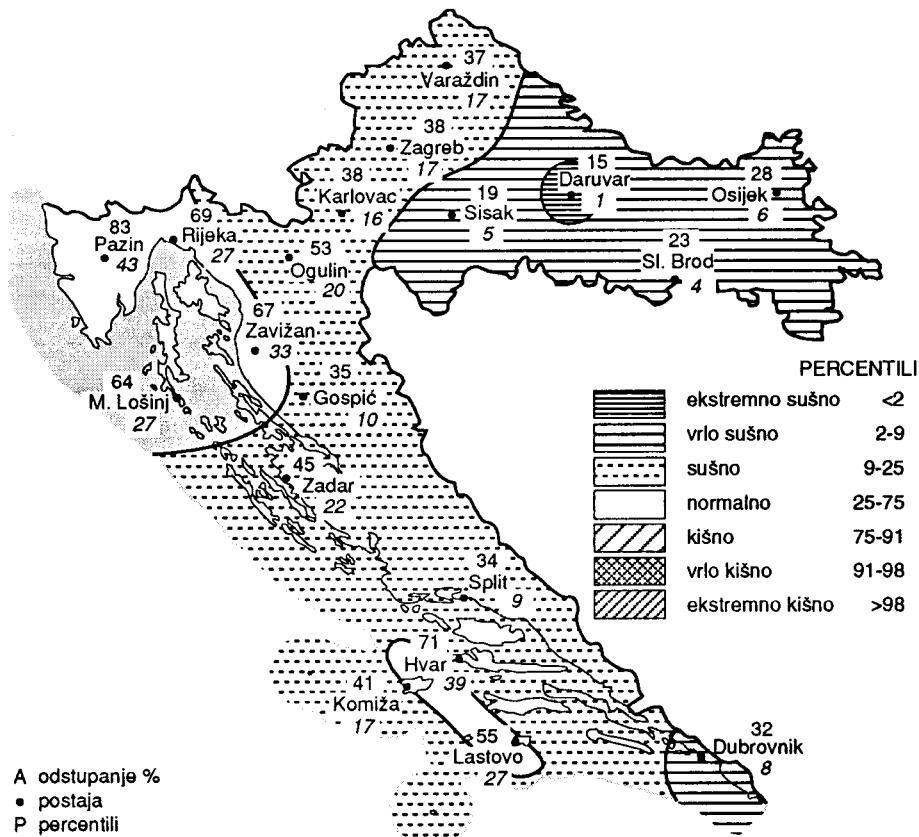 37
Varaždin
17
38
Zagreb
17
38
Karlovac
16
15
Daruvar
1
28
Osijek
6
19
Sisak
5
23
Sl. Brod
4
83
Pazin
43
69
Rijeka
27
53
Ogulin
20
67
Zavižan
33
64
M. Lošinj
27
35
Gospić
10
45
Zadar
22
34
Split
9
71
Hvar
39
41
Komiža
17
55
Lastovo
27
32
Dubrovnik
8
PERCENTILI
ekstremno sušno <2
vrlo sušno 2-9
sušno 9-25
normalno 25-75
kišno 75-91
vrlo kišno 91-98
ekstremno kišno >98
A odstupanje %
postaja
P percentili